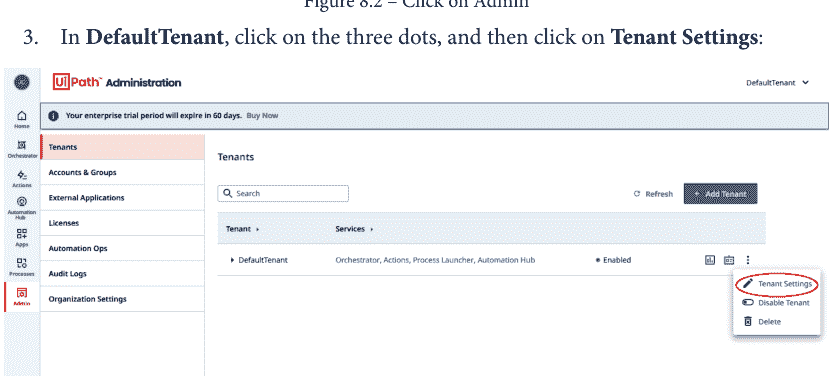 Figure 8.2 – Click on Admin
3. In DefaultTenant, click on the three dots, and then click on Tenant Settings:
UiPath™ Administration
DefaultTenant
Home
Your enterprise trial period will expire in 60 days. Buy Now
Orchestrator
Tenants
Tenants
Actions
Accounts & Groups
Automation Hub
External Applications
Search
Refresh
+ Add Tenant
Apps
Licenses
Tenant
Services
Processes
Automation Ops
DefaultTenant
Orchestrator, Actions, Process Launcher, Automation Hub
Enabled
Admin
Audit Logs
Tenant Settings
Organization Settings
Disable Tenant
Delete